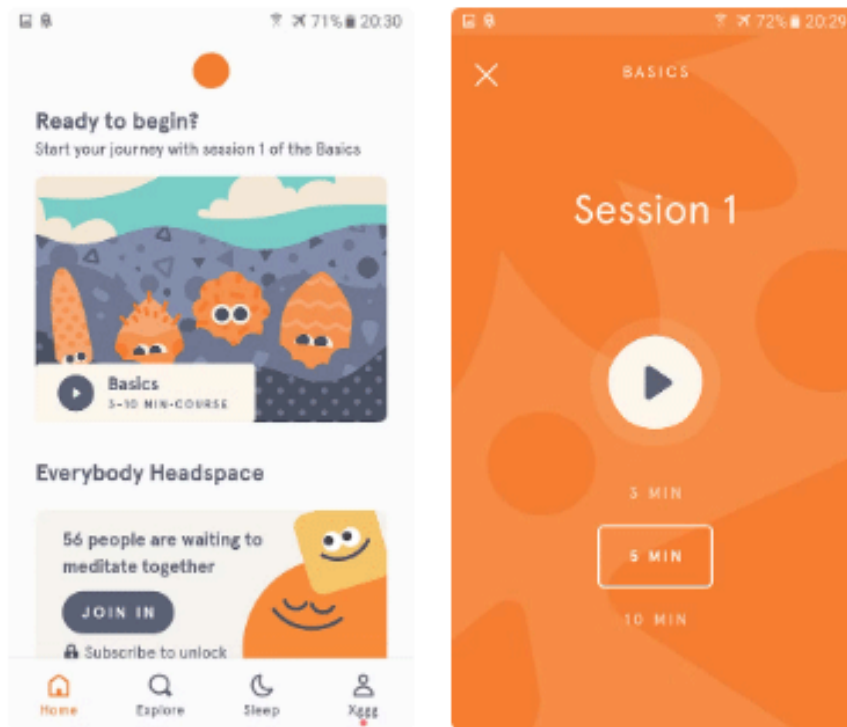 71% 20:30
Ready to begin?
Start your journey with session 1 of the Basics
Basics
3-10 MIN-COURSE
Everybody Headspace
56 people are waiting to
meditate together
JOIN IN
Subscribe to unlock
Home Explore Sleep Xggg
72% 20:29
BASICS
Session 1
3 MIN
5 MIN
10 MIN